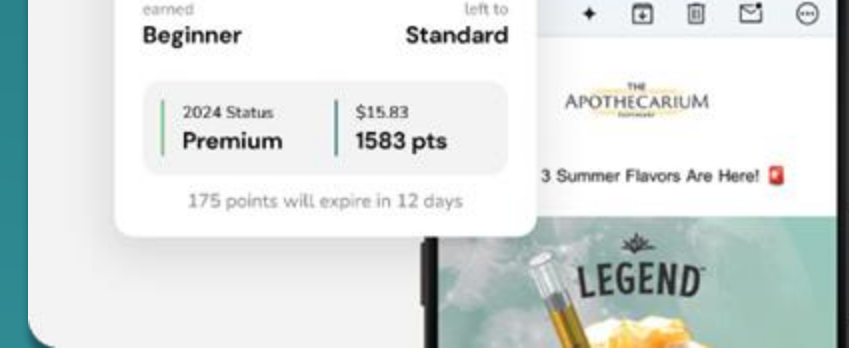 earned
left to
Beginner
Standard
2024 Status
Premium
$15.83
1583 pts
175 points will expire in 12 days
THE
APOTHECARIUM
3 Summer Flavors Are Here!
LEGEND